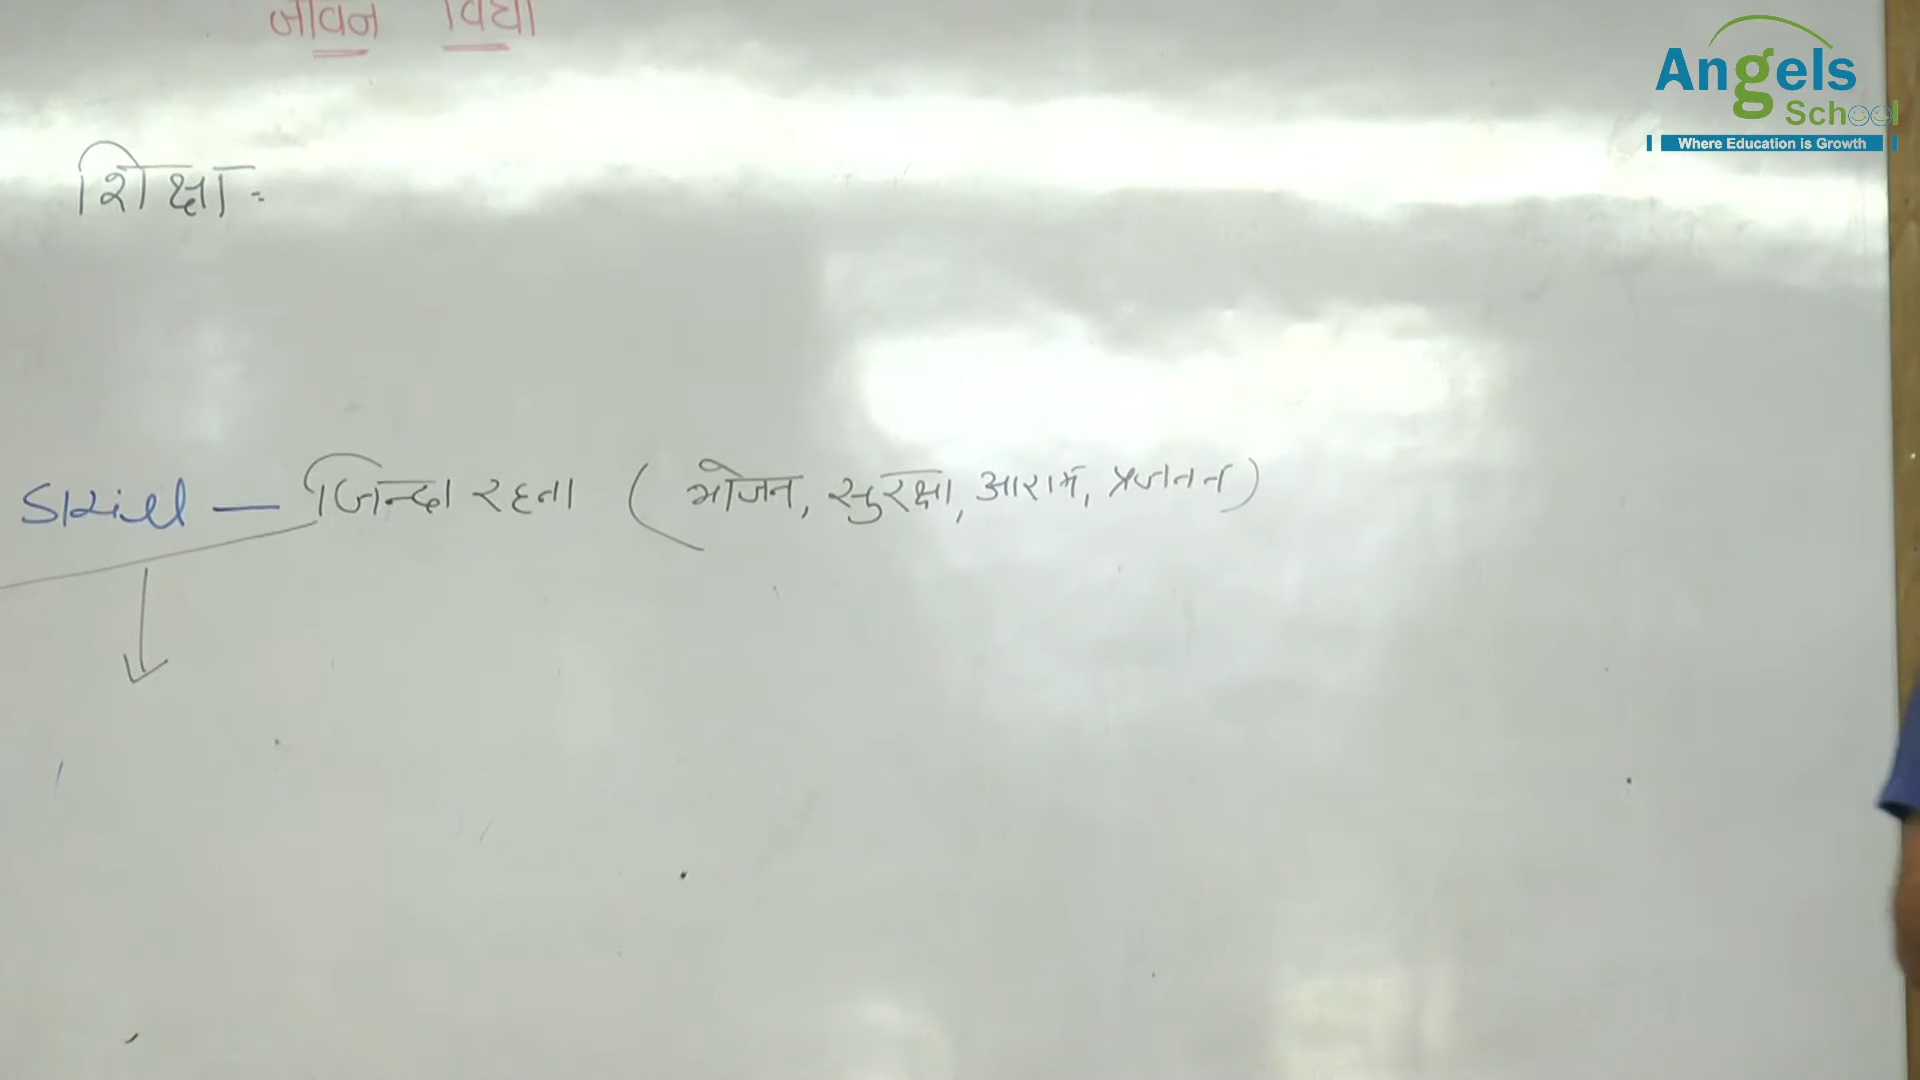 जीवन विद्या
Angels
School
Where Education is Growth
शिक्षा :-
Skill — जिन्दा रहना (भोजन, सुरक्षा, आराम, प्रजनन)